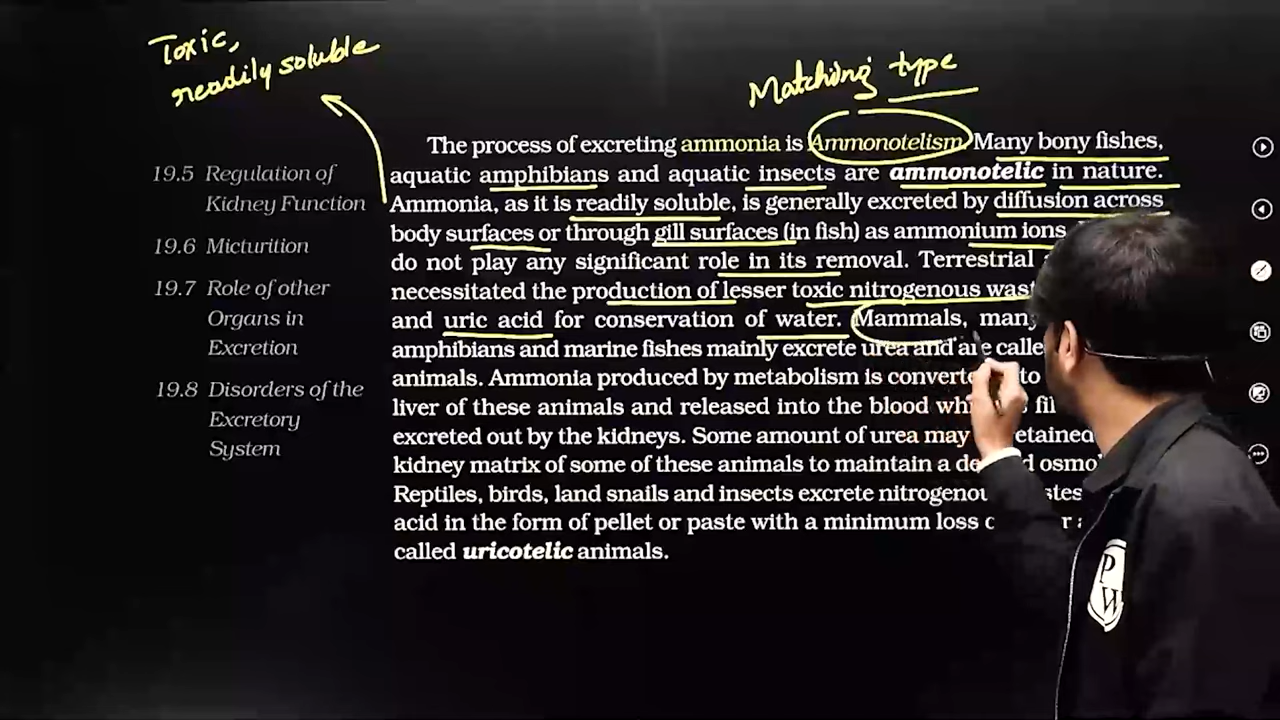 Toxic,
readily soluble
Matching type
The process of excreting ammonia is Ammonotelism. Many bony fishes,
aquatic amphibians and aquatic insects are ammonotelic in nature.
Ammonia, as it is readily soluble, is generally excreted by diffusion across
body surfaces or through gill surfaces (in fish) as ammonium ions.
do not play any significant role in its removal. Terrestrial
necessitated the production of lesser toxic nitrogenous
and uric acid for conservation of water. Mammals, many
amphibians and marine fishes mainly excrete urea and are
animals. Ammonia produced by metabolism is
liver of these animals and released into the blood
excreted out by the kidneys. Some amount of urea may
kidney matrix of some of these animals to maintain a
Reptiles, birds, land snails and insects excrete
acid in the form of pellet or paste with a minimum loss
called uricotelic animals.
19.5 Regulation of
Kidney Function
19.6 Micturition
19.7 Role of other
Organs in
Excretion
19.8 Disorders of the
Excretory
System
P
W